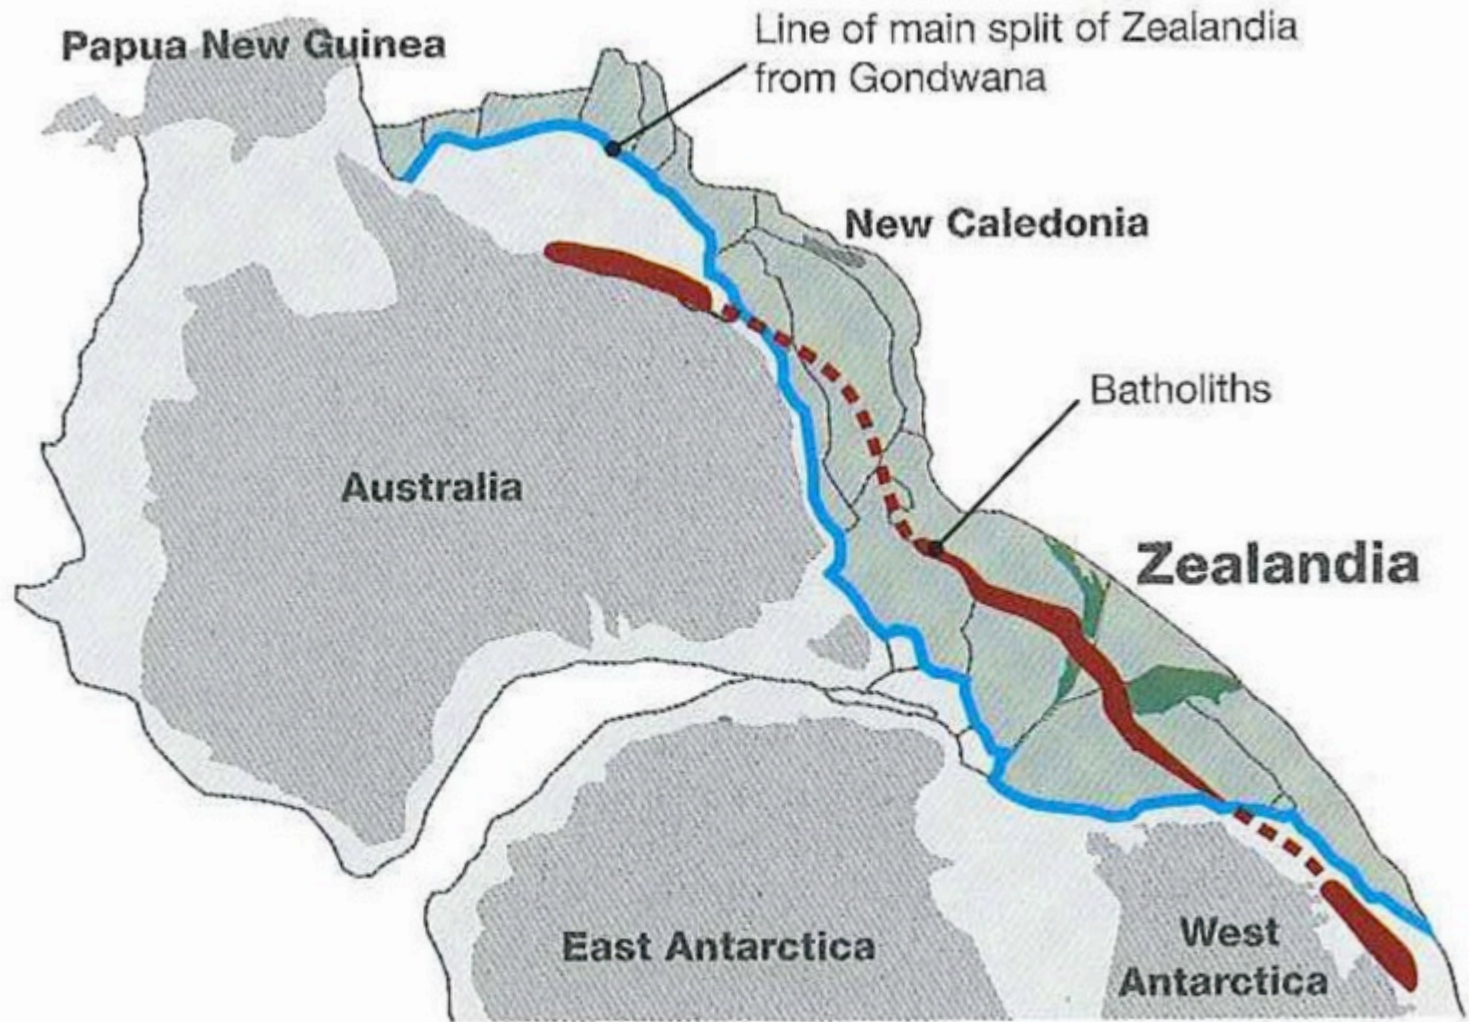 Papua New Guinea
Line of main split of Zealandia
from Gondwana
New Caledonia
Batholiths
Australia
Zealandia
East Antarctica
West
Antarctica